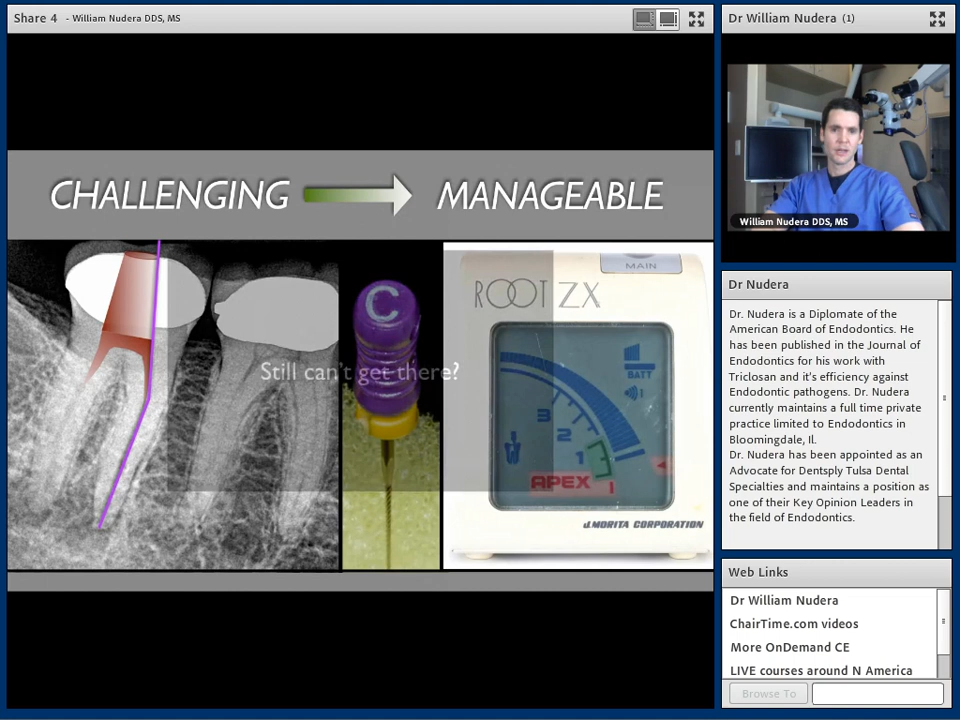 Share 4 - William Nudera DDS, MS
CHALLENGING MANAGEABLE
C
Still can't get there?
MAIN
ROOT ZX
BATT
3
2
1
APEX 1
J.MORITA CORPORATION
Dr William Nudera (1)
William Nudera DDS, MS
Dr Nudera
Dr. Nudera is a Diplomate of the
American Board of Endodontics. He
has been published in the Journal of
Endodontics for his work with
Triclosan and it's efficiency against
Endodontic pathogens. Dr. Nudera
currently maintains a full time private
practice limited to Endodontics in
Bloomingdale, Il.
Dr. Nudera has been appointed as an
Advocate for Dentsply Tulsa Dental
Specialties and maintains a position as
one of their Key Opinion Leaders in
the field of Endodontics.
Web Links
Dr William Nudera
ChairTime.com videos
More OnDemand CE
LIVE courses around N America
Browse To